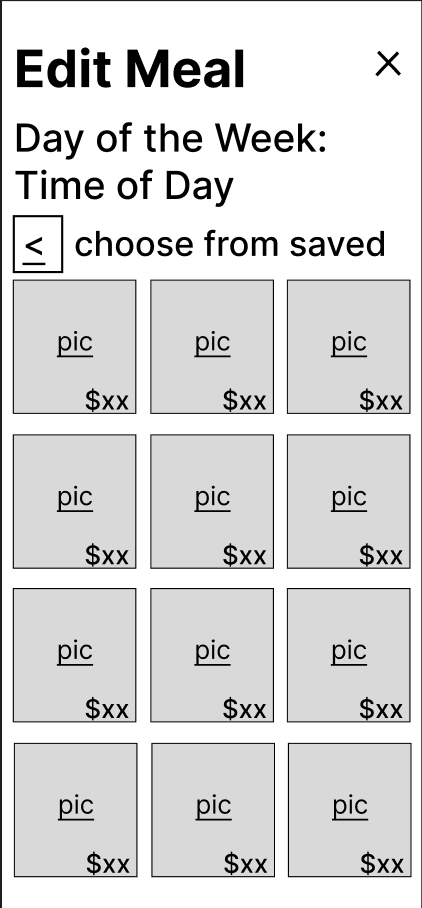 Edit Meal ×
Day of the Week:
Time of Day
< choose from saved
pic pic pic
$xx $xx $xx
pic pic pic
$xx $xx $xx
pic pic pic
$xx $xx $xx
pic pic pic
$xx $xx $xx